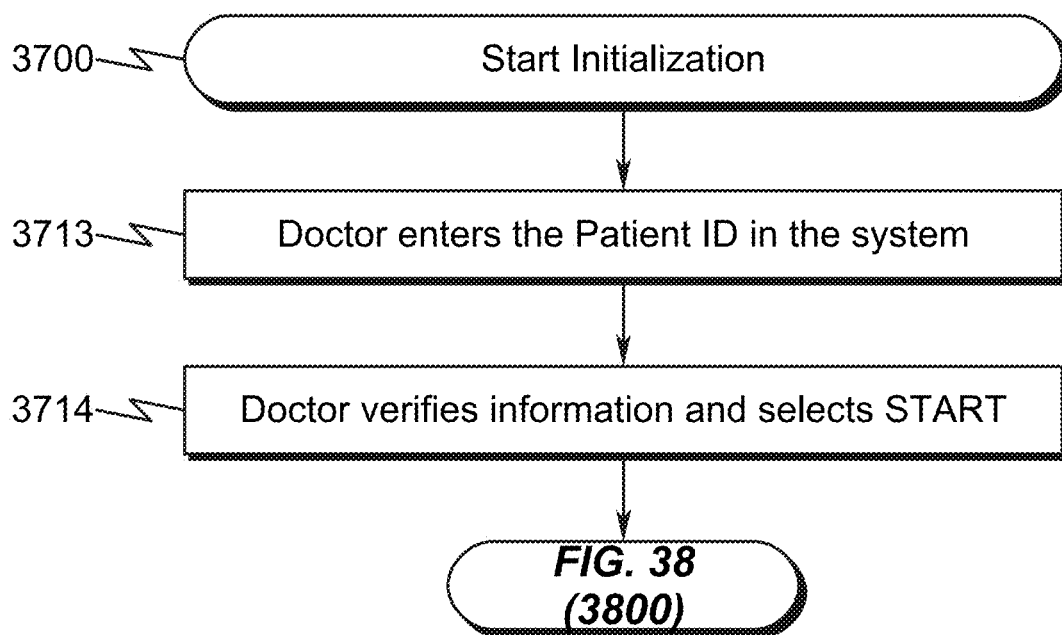 3700
Start Initialization
3713
Doctor enters the Patient ID in the system
3714
Doctor verifies information and selects START
FIG. 38
(3800)